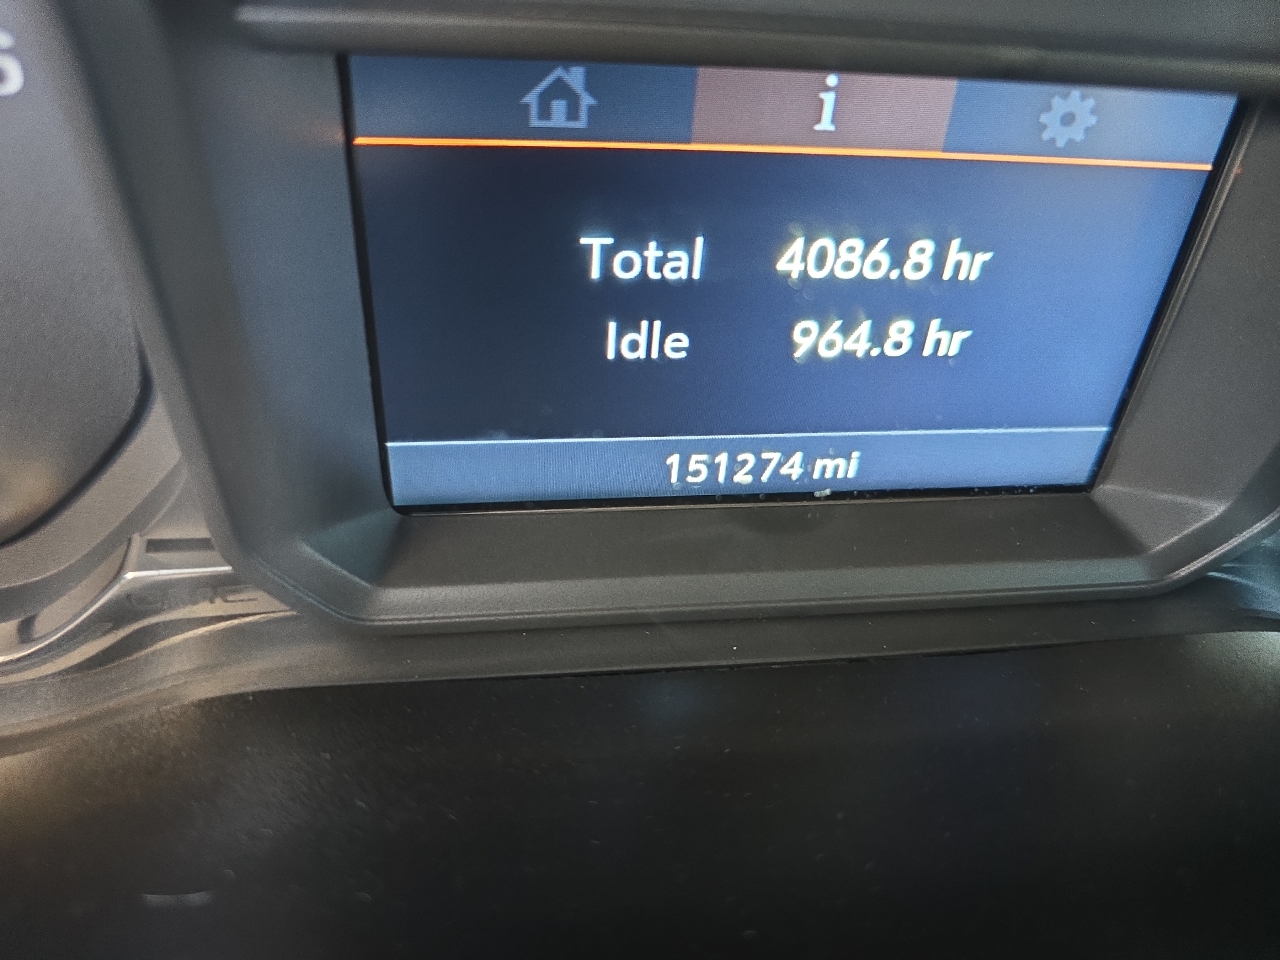 i
Total 4086.8 hr
Idle 964.8 hr
151274 mi